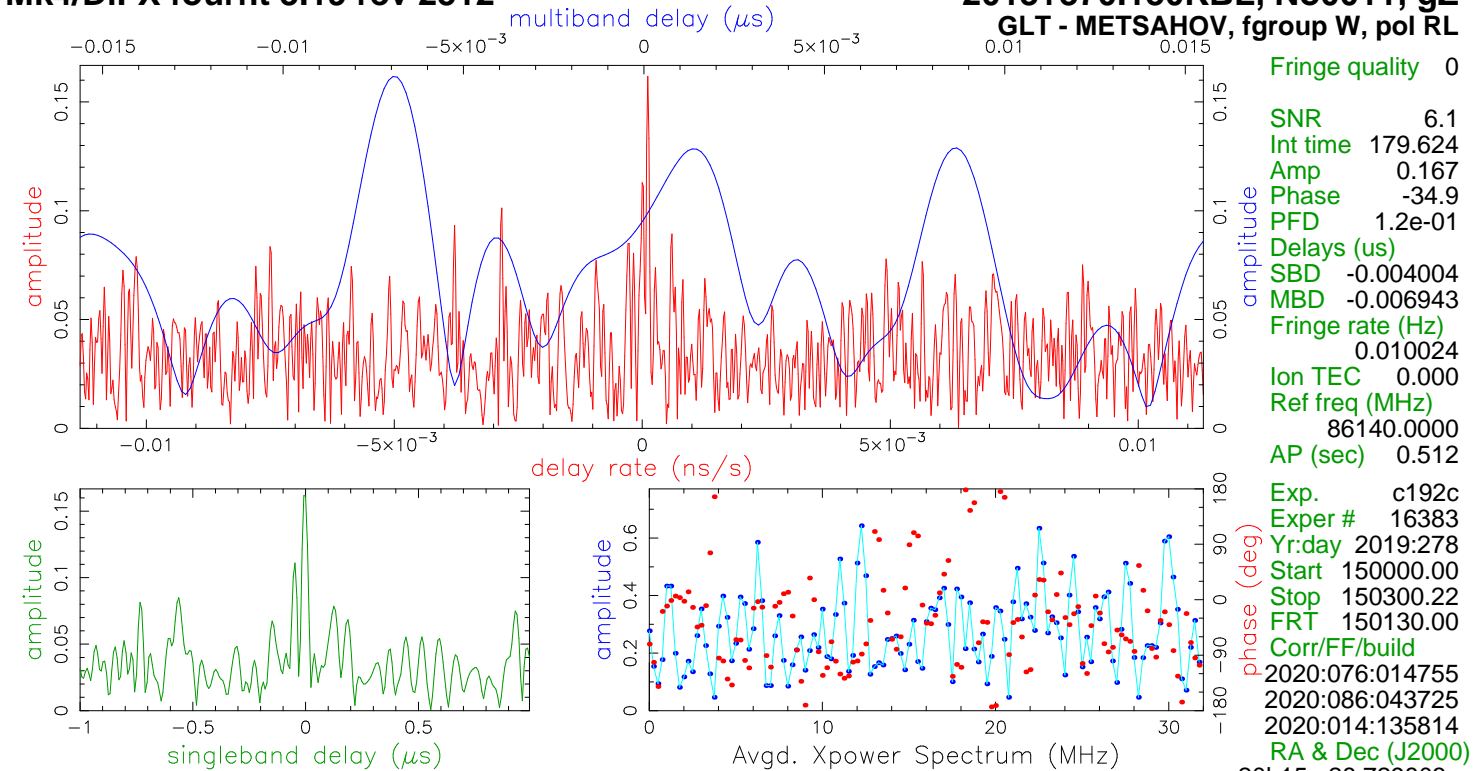 multiband delay (μs)
GLT - METSAHOV, fgroup W, pol RL
−0.015 −0.01 −5×10⁻³ 0 5×10⁻³ 0.01 0.015
amplitude
0 0.05 0.1 0.15
amplitude
0 0.05 0.1 0.15
−0.01 −5×10⁻³ 0 5×10⁻³ 0.01
delay rate (ns/s)
Fringe quality 0
SNR 6.1
Int time 179.624
Amp 0.167
Phase -34.9
PFD 1.2e-01
Delays (us)
SBD -0.004004
MBD -0.006943
Fringe rate (Hz)
0.010024
Ion TEC 0.000
Ref freq (MHz)
86140.0000
AP (sec) 0.512
Exp. c192c
Exper # 16383
Yr:day 2019:278
Start 150000.00
Stop 150300.22
FRT 150130.00
Corr/FF/build
2020:076:014755
2020:086:043725
2020:014:135814
RA & Dec (J2000)
amplitude
0 0.05 0.1 0.15
−1 −0.5 0 0.5
singleband delay (μs)
amplitude
0 0.2 0.4 0.6
0 10 20 30
Avgd. Xpower Spectrum (MHz)
−180 −90 0 90 180
phase (deg)